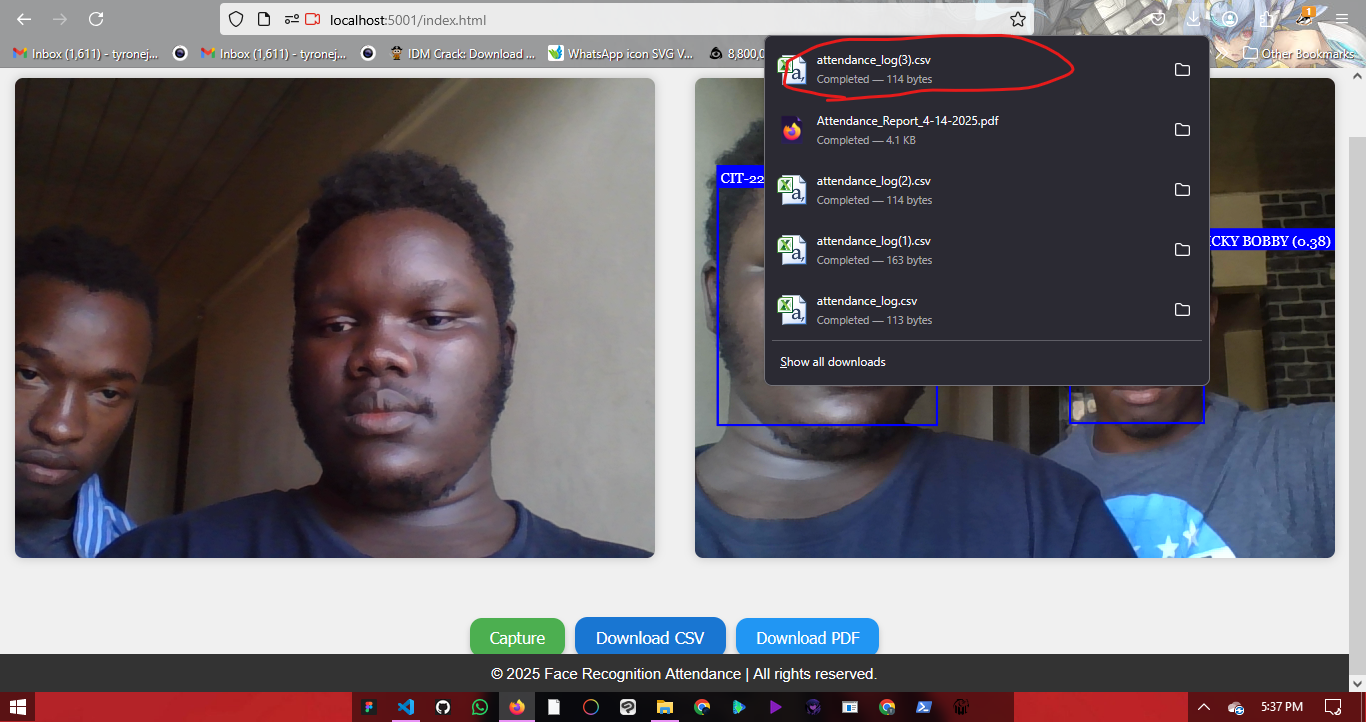 localhost:5001/index.html
1
Inbox (1,611) — tyronej...
Inbox (1,611) — tyronej...
IDM Crack: Download ...
WhatsApp icon SVG V...
8,800,0
Other Bookmarks
attendance_log(3).csv
Completed — 114 bytes
Attendance_Report_4-14-2025.pdf
Completed — 4.1 KB
attendance_log(2).csv
Completed — 114 bytes
attendance_log(1).csv
Completed — 163 bytes
attendance_log.csv
Completed — 113 bytes
Show all downloads
CIT-22
ICKY BOBBY (0.38)
Capture
Download CSV
Download PDF
© 2025 Face Recognition Attendance | All rights reserved.
5:37 PM